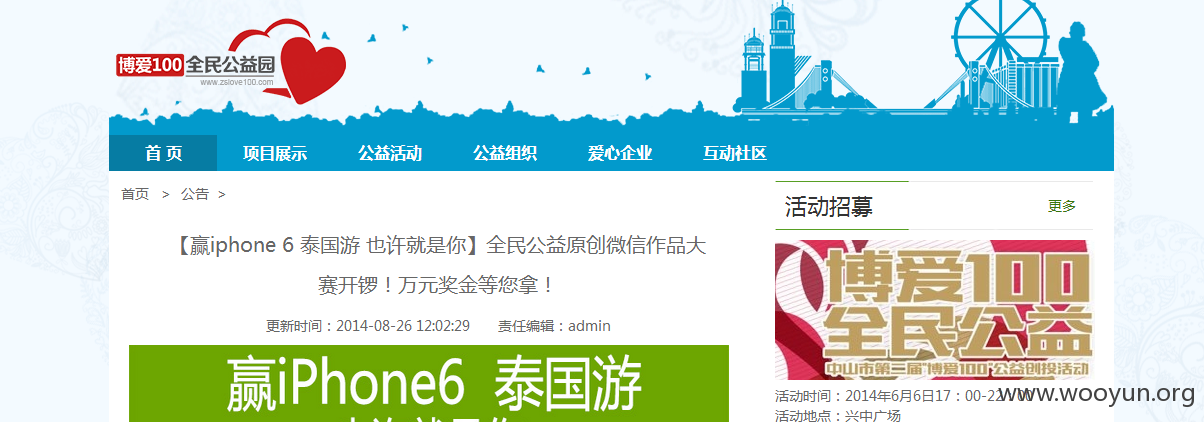 博爱100 全民公益园
www.zslove100.com
首 页 项目展示 公益活动 公益组织 爱心企业 互动社区
首页 > 公告 >
【赢iphone 6 泰国游 也许就是你】全民公益原创微信作品大
赛开锣！万元奖金等您拿！
更新时间：2014-08-26 12:02:29 责任编辑：admin
赢iPhone6 泰国游
活动招募 更多
博爱100
全民公益
中山市第三届“博爱100”公益创投活动
活动时间：2014年6月6日17：00-22
www.wooyun.org
活动地点：兴中广场